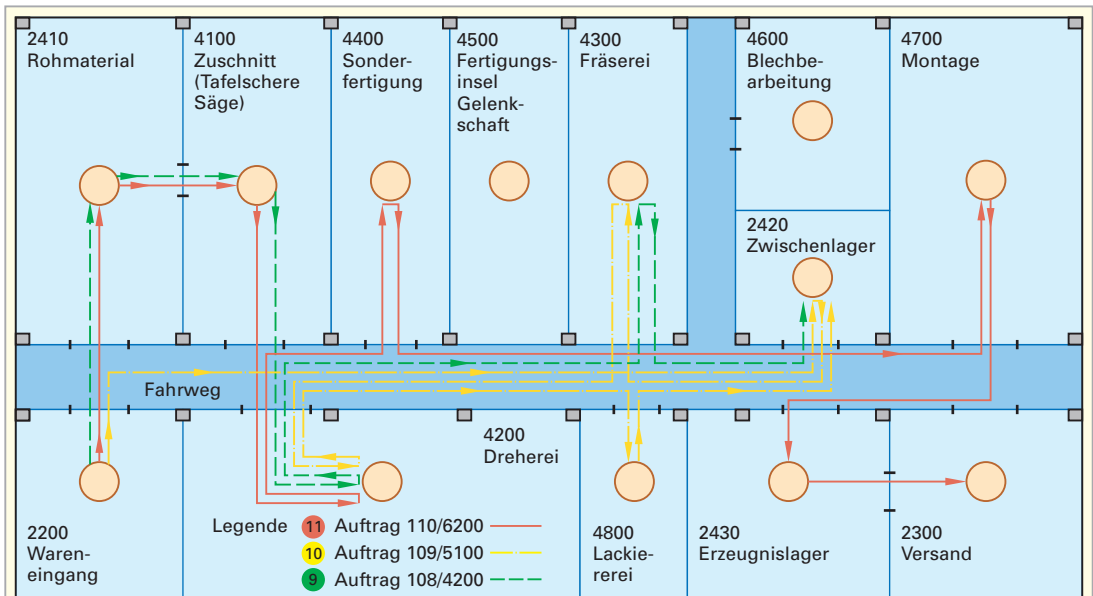 2410
Rohmaterial
4100
Zuschnitt
(Tafelschere
Säge)
4400
Sonder-
fertigung
4500
Fertigungs-
insel
Gelenk-
schaft
4300
Fräserei
4600
Blechbe-
arbeitung
4700
Montage
2420
Zwischenlager
Fahrweg
2200
Waren-
eingang
4200
Dreherei
4800
Lackie-
rerei
2430
Erzeugnislager
2300
Versand
Legende
11 Auftrag 110/6200
10 Auftrag 109/5100
9 Auftrag 108/4200